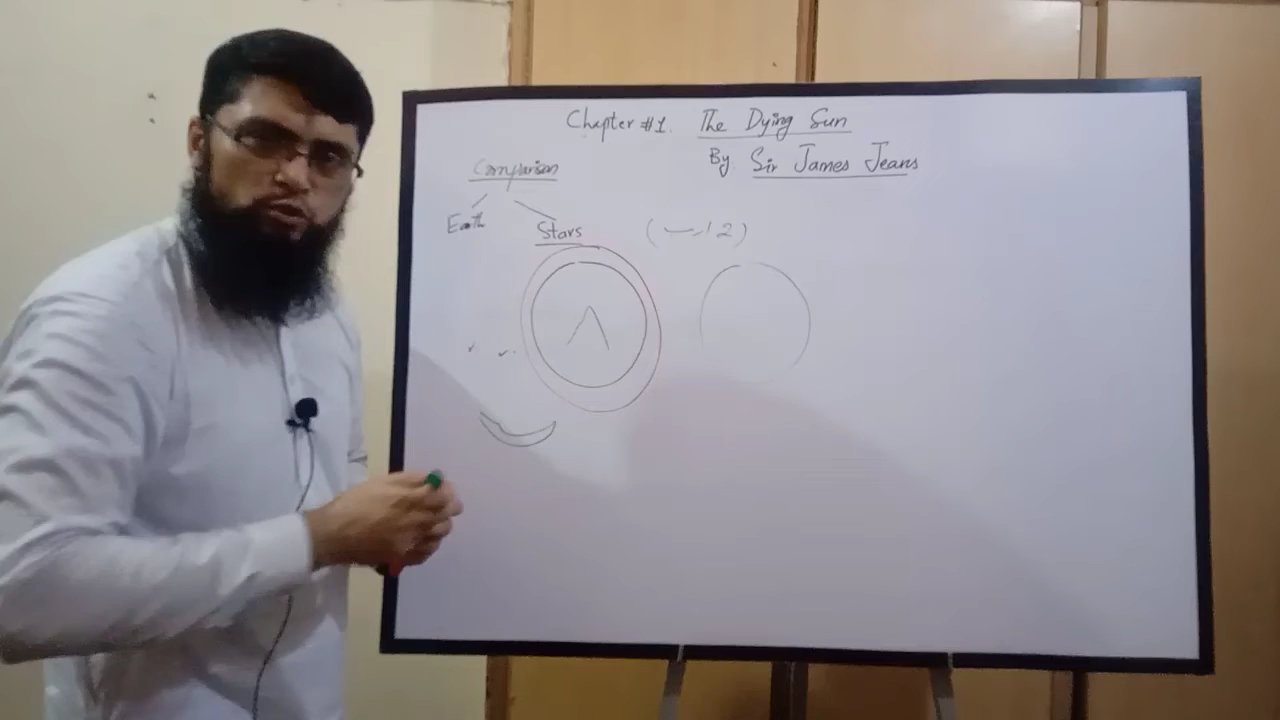 Chapter #1. The Dying Sun
By. Sir James Jeans
Comparison
Earth
Stars